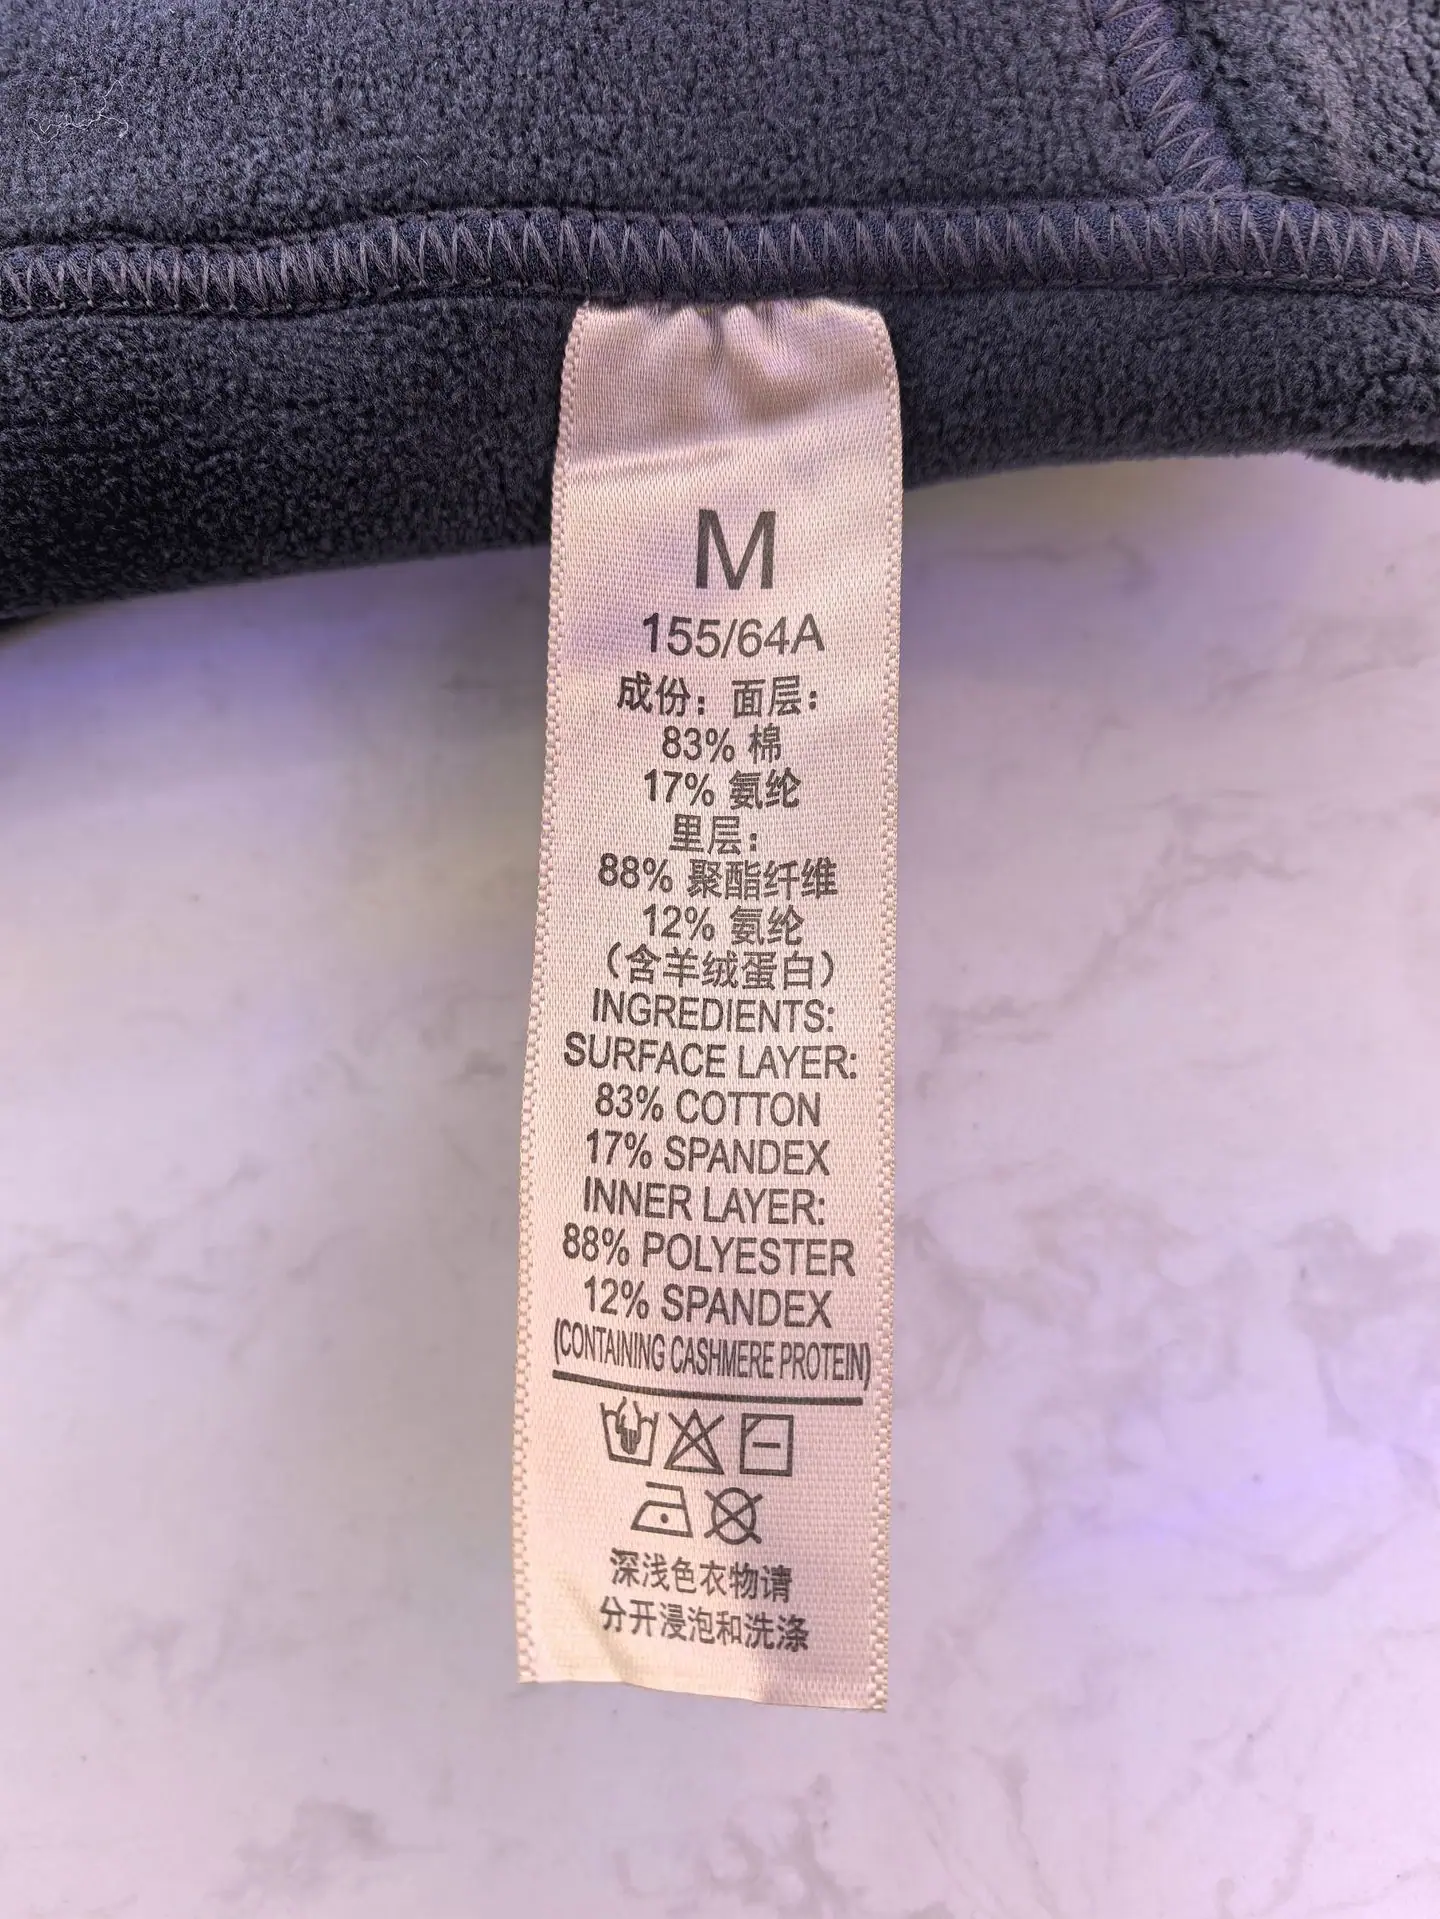 M
155/64A
成份：面层：
83% 棉
17% 氨纶
里层：
88% 聚酯纤维
12% 氨纶
（含羊绒蛋白）
INGREDIENTS:
SURFACE LAYER:
83% COTTON
17% SPANDEX
INNER LAYER:
88% POLYESTER
12% SPANDEX
(CONTAINING CASHMERE PROTEIN)
深浅色衣物请
分开浸泡和洗涤